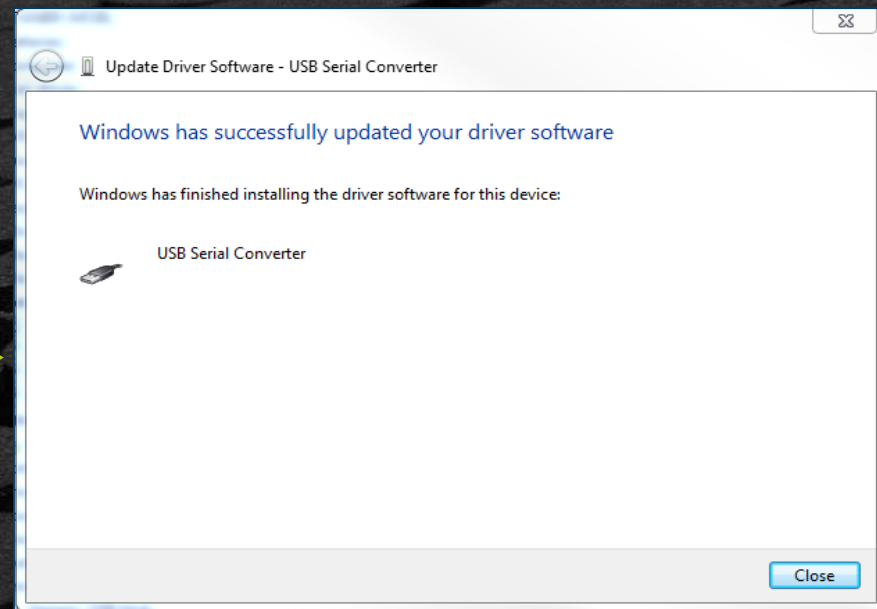 Update Driver Software - USB Serial Converter
Windows has successfully updated your driver software
Windows has finished installing the driver software for this device:
USB Serial Converter
Close